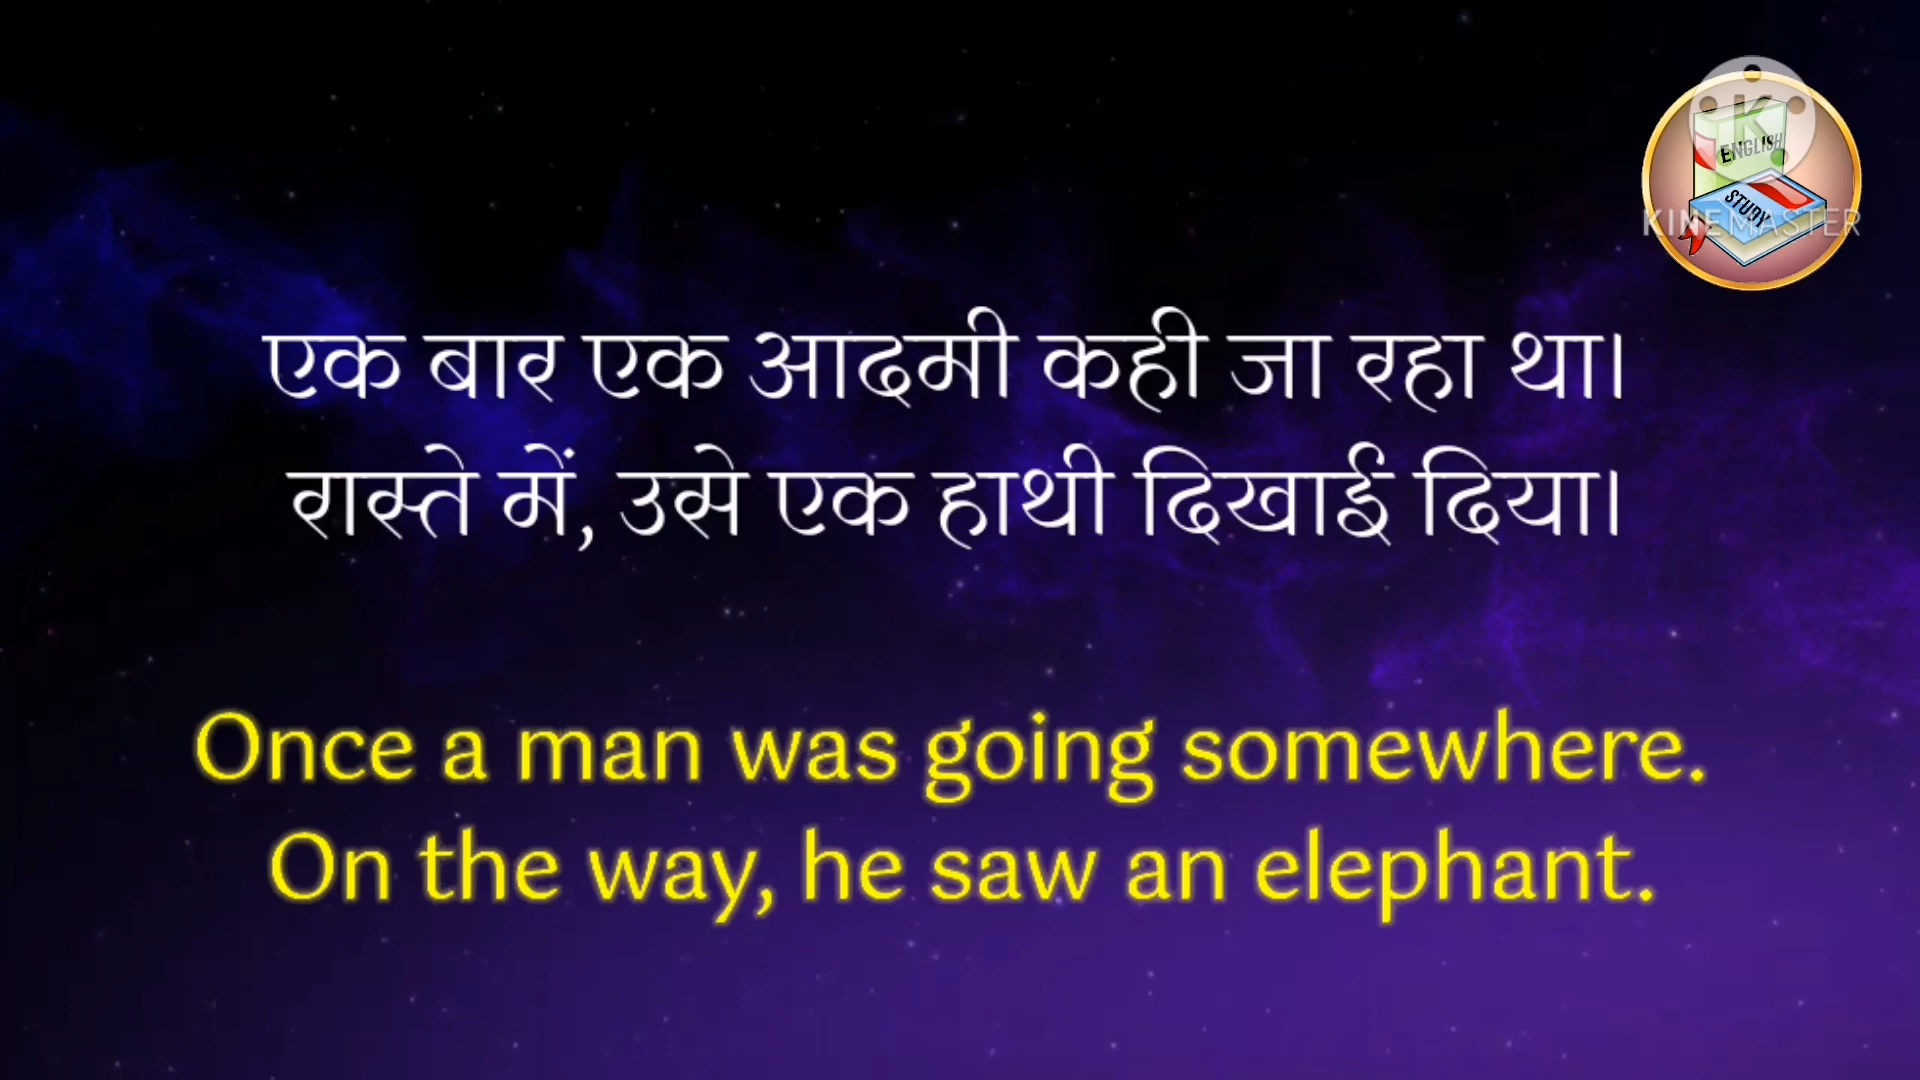 K
ENGLISH
STUDY
KINEMASTER
एक बार एक आदमी कही जा रहा था।
रास्ते में, उसे एक हाथी दिखाई दिया।
Once a man was going somewhere.
On the way, he saw an elephant.